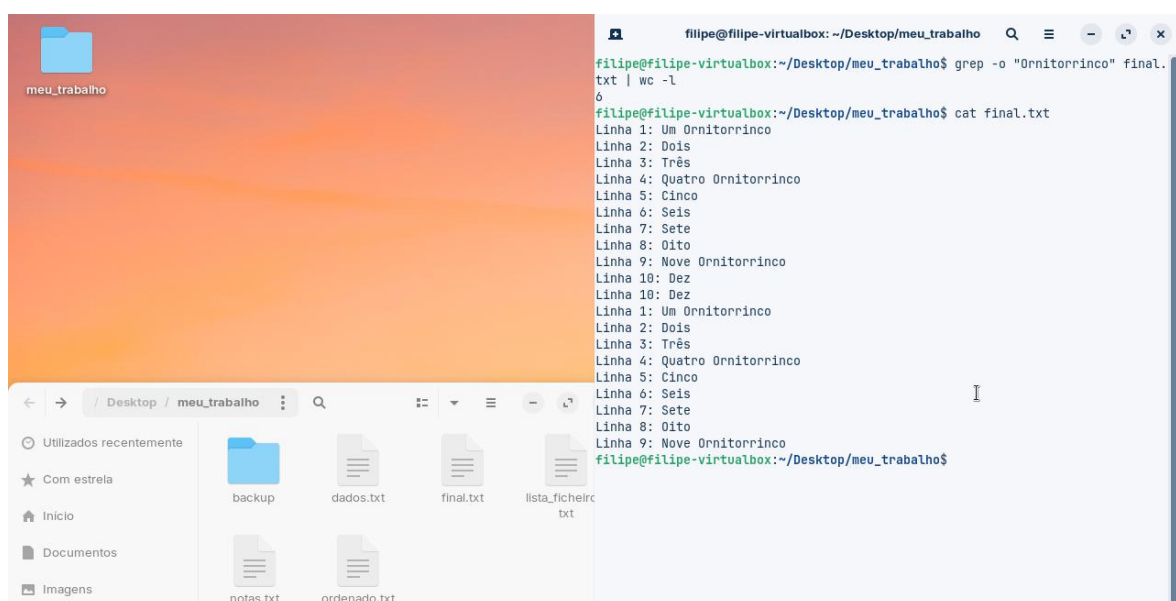 meu_trabalho
filipe@filipe-virtualbox: ~/Desktop/meu_trabalho
filipe@filipe-virtualbox:~/Desktop/meu_trabalho$ grep -o "Ornitorrinco" final.
txt | wc -l
6
filipe@filipe-virtualbox:~/Desktop/meu_trabalho$ cat final.txt
Linha 1: Um Ornitorrinco
Linha 2: Dois
Linha 3: Três
Linha 4: Quatro Ornitorrinco
Linha 5: Cinco
Linha 6: Seis
Linha 7: Sete
Linha 8: Oito
Linha 9: Nove Ornitorrinco
Linha 10: Dez
Linha 10: Dez
Linha 1: Um Ornitorrinco
Linha 2: Dois
Linha 3: Três
Linha 4: Quatro Ornitorrinco
Linha 5: Cinco
Linha 6: Seis
Linha 7: Sete
Linha 8: Oito
Linha 9: Nove Ornitorrinco
filipe@filipe-virtualbox:~/Desktop/meu_trabalho$
/ Desktop / meu_trabalho
Utilizados recentemente
Com estrela
Início
Documentos
Imagens
backup
dados.txt
final.txt
lista_ficheiro
txt
notas.txt
ordenado.txt